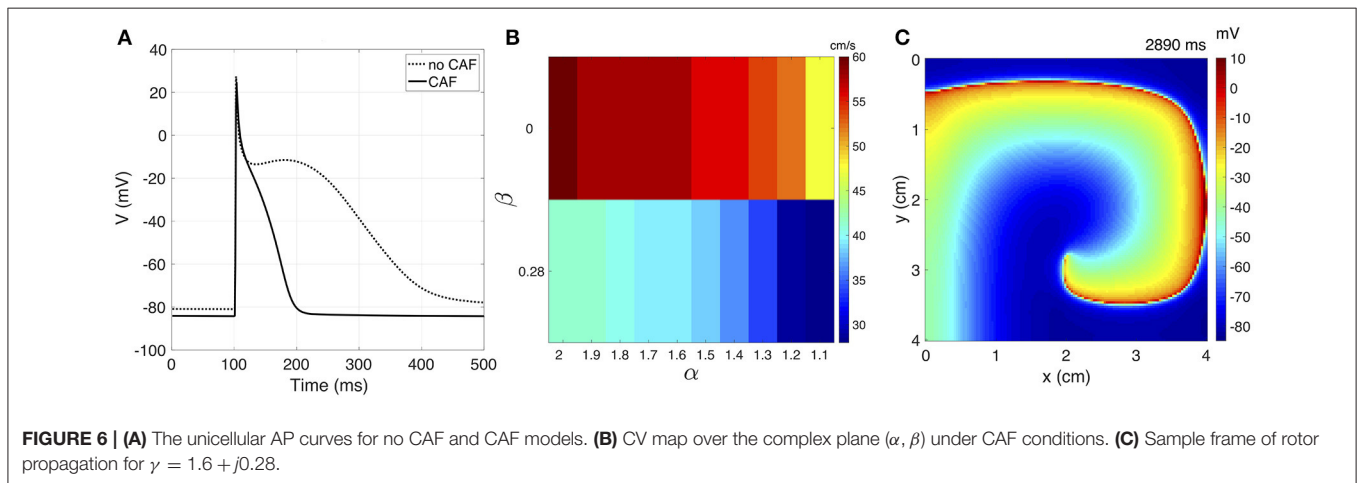 A
40
20
0
-20
-40
-60
-80
-100
V (mV)
0 100 200 300 400 500
Time (ms)
no CAF
CAF
B
cm/s
0
0.28
β
2 1.9 1.8 1.7 1.6 1.5 1.4 1.3 1.2 1.1
α
60
55
50
45
40
35
30
C
2890 ms
mV
0
1
2
3
4
y (cm)
0 1 2 3 4
x (cm)
10
0
-10
-20
-30
-40
-50
-60
-70
-80
FIGURE 6 | (A) The unicellular AP curves for no CAF and CAF models. (B) CV map over the complex plane (α, β) under CAF conditions. (C) Sample frame of rotor
propagation for γ = 1.6 + j0.28.